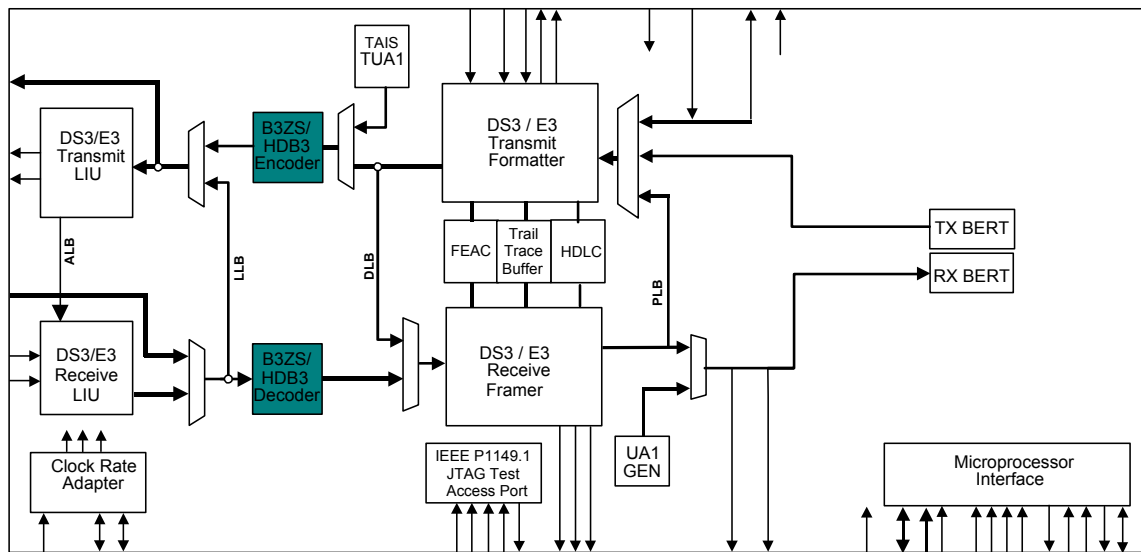 TAIS
TUA1
DS3/E3
Transmit
LIU
B3ZS/
HDB3
Encoder
DS3 / E3
Transmit
Formatter
ALB
LLB
DLB
FEAC
Trail
Trace
Buffer
HDLC
PLB
TX BERT
RX BERT
DS3/E3
Receive
LIU
B3ZS/
HDB3
Decoder
DS3 / E3
Receive
Framer
Clock Rate
Adapter
IEEE P1149.1
JTAG Test
Access Port
UA1
GEN
Microprocessor
Interface